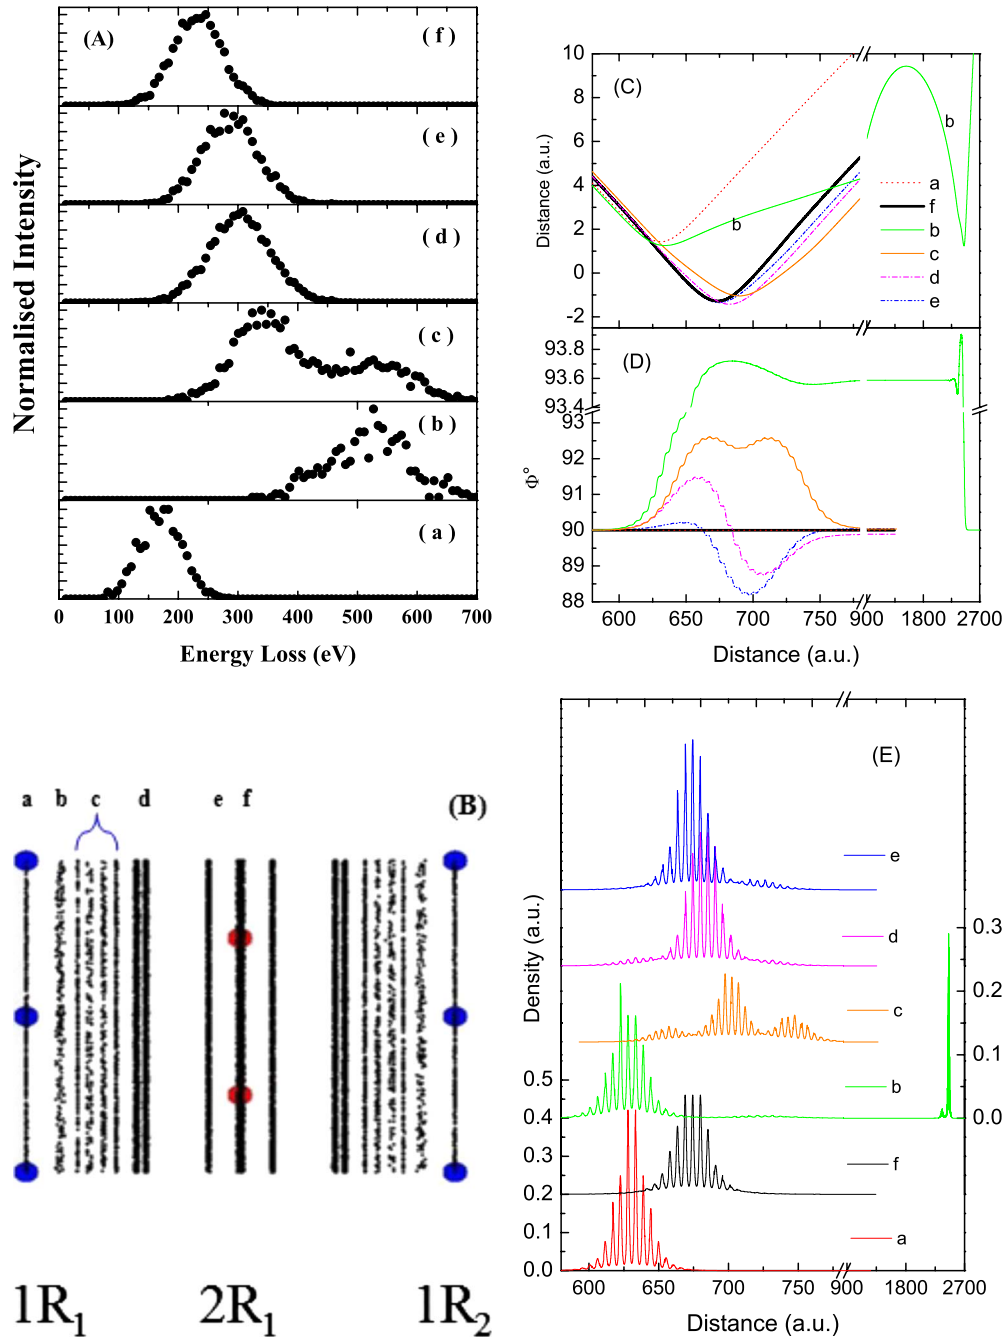 (A)
( f )
( e )
( d )
( c )
( b )
( a )
Normalised Intensity
0 100 200 300 400 500 600 700
Energy Loss (eV)
(C)
10
8
6
4
2
0
-2
Distance (a.u.)
b
b
a
f
b
c
d
e
(D)
93.8
93.6
93.4
92
91
90
89
88
Φ°
600 650 700 750 900 1800 2700
Distance (a.u.)
a b c d e f (B)
1R1 2R1 1R2
(E)
e
d
c
b
f
a
0.5
0.4
0.3
0.2
0.1
0.0
0.3
0.2
0.1
0.0
Density (a.u.)
600 650 700 750 900 1800 2700
Distance (a.u.)